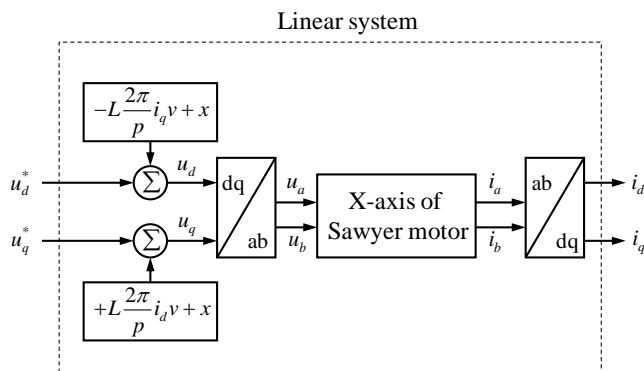 Linear system
−L 2π/p i_q v + x
u_d^*
Σ
u_d
dq
ab
u_a
X-axis of
Sawyer motor
i_a
ab
dq
i_d
u_q^*
Σ
u_q
u_b
i_b
i_q
+L 2π/p i_d v + x